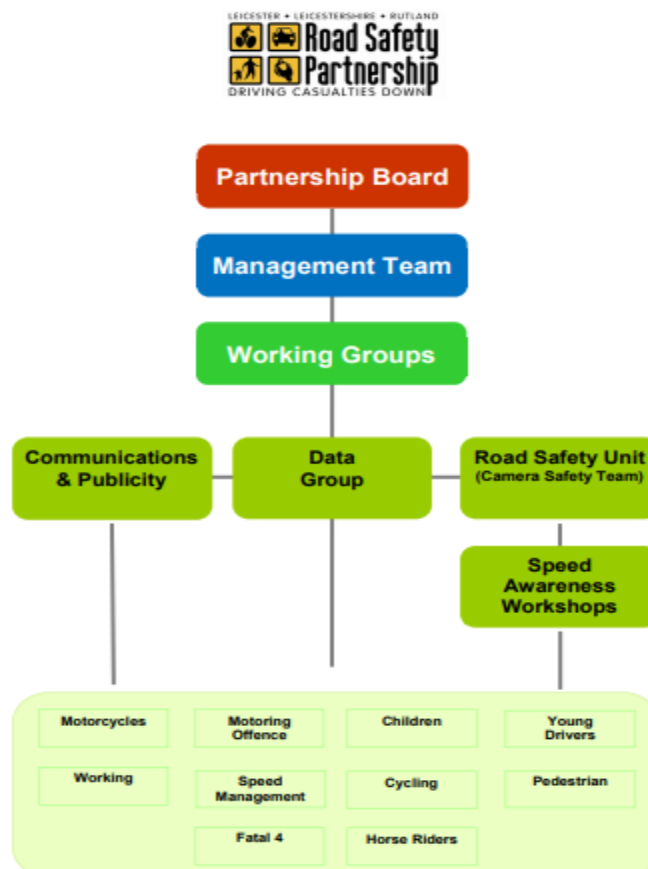 LEICESTER • LEICESTERSHIRE • RUTLAND
Road Safety
Partnership
DRIVING CASUALTIES DOWN
Partnership Board
Management Team
Working Groups
Communications
& Publicity
Data
Group
Road Safety Unit
(Camera Safety Team)
Speed
Awareness
Workshops
Motorcycles
Motoring
Offence
Children
Young
Drivers
Working
Speed
Management
Cycling
Pedestrian
Fatal 4
Horse Riders